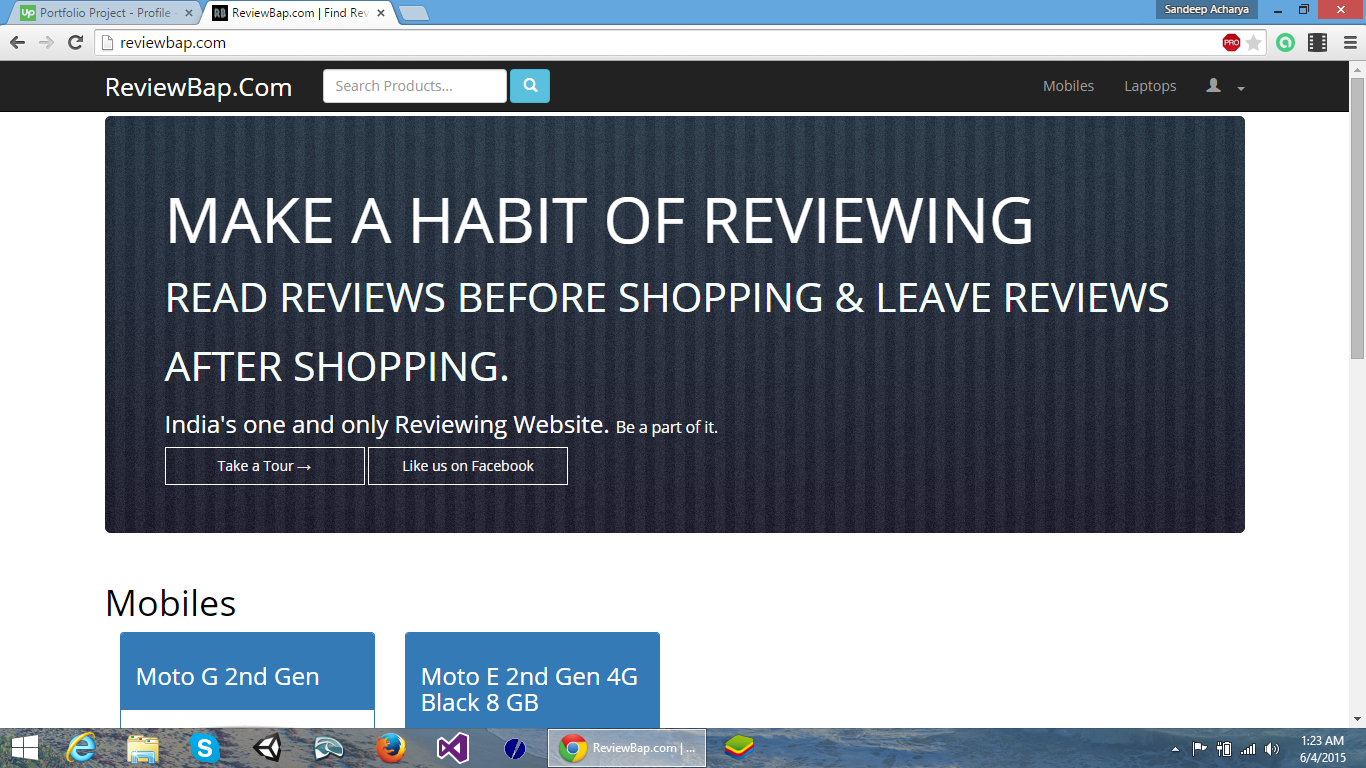 Portfolio Project - Profile
ReviewBap.com | Find Rev
Sandeep Acharya
reviewbap.com
PRO
ReviewBap.Com
Search Products...
Mobiles
Laptops
MAKE A HABIT OF REVIEWING
READ REVIEWS BEFORE SHOPPING & LEAVE REVIEWS
AFTER SHOPPING.
India's one and only Reviewing Website. Be a part of it.
Take a Tour →
Like us on Facebook
Mobiles
Moto G 2nd Gen
Moto E 2nd Gen 4G
Black 8 GB
ReviewBap.com | ...
1:23 AM
6/4/2015